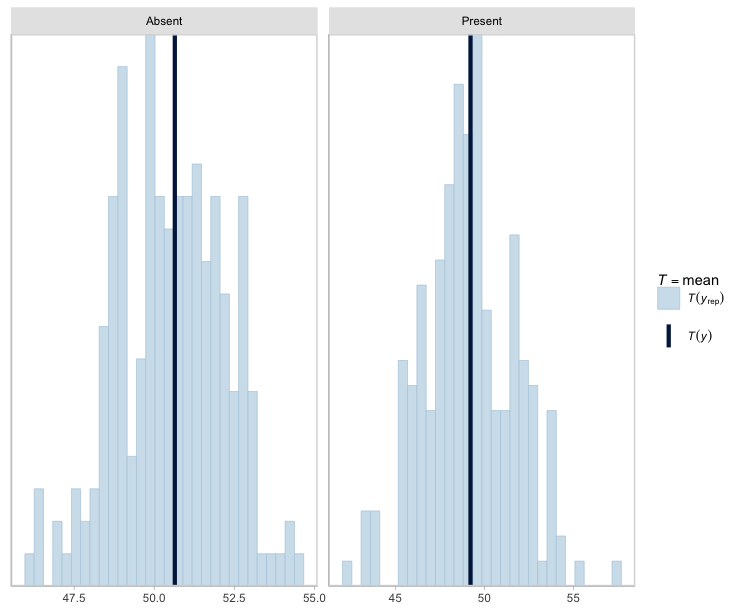 Absent
Present
T = mean
T(yrep)
T(y)
47.5 50.0 52.5 55.0
45 50 55